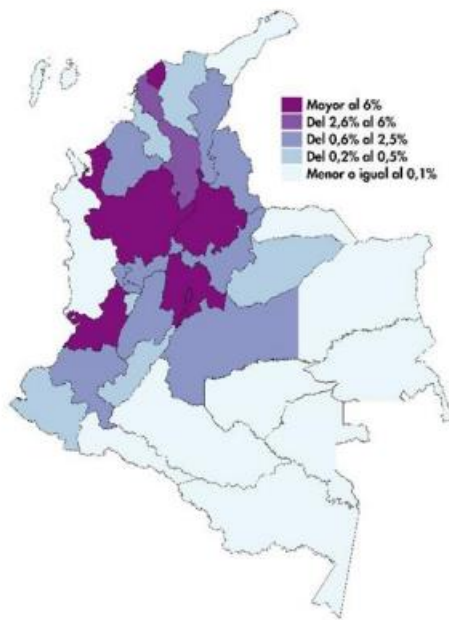 Mayor al 6%
Del 2,6% al 6%
Del 0,6% al 2,5%
Del 0,2% al 0,5%
Menor o igual al 0,1%